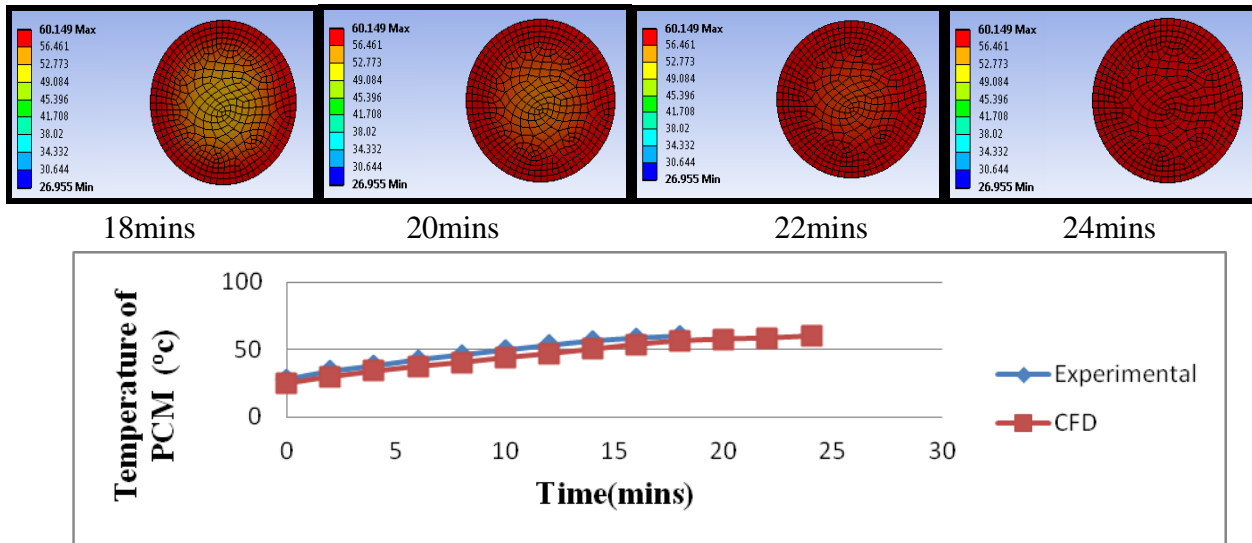 60.149 Max
56.461
52.773
49.084
45.396
41.708
38.02
34.332
30.644
26.955 Min
60.149 Max
56.461
52.773
49.084
45.396
41.708
38.02
34.332
30.644
26.955 Min
60.149 Max
56.461
52.773
49.084
45.396
41.708
38.02
34.332
30.644
26.955 Min
60.149 Max
56.461
52.773
49.084
45.396
41.708
38.02
34.332
30.644
26.955 Min
18mins 20mins 22mins 24mins
Temperature of
PCM (⁰c)
100
50
0
0 5 10 15 20 25 30
Time(mins)
Experimental
CFD